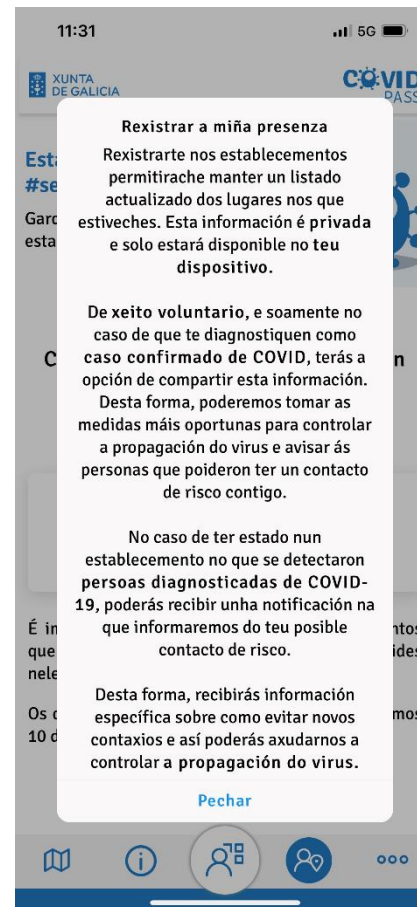 11:31
5G
XUNTA
DE GALICIA
COVID
PASS
Rexistrar a miña presenza
Rexistrarte nos establecementos
permitirache manter un listado
actualizado dos lugares nos que
estiveches. Esta información é privada
e solo estará disponible no teu
dispositivo.
De xeito voluntario, e soamente no
caso de que te diagnostiquen como
caso confirmado de COVID, terás a
opción de compartir esta información.
Desta forma, poderemos tomar as
medidas máis oportunas para controlar
a propagación do virus e avisar ás
personas que poideron ter un contacto
de risco contigo.
No caso de ter estado nun
establecemento no que se detectaron
persoas diagnosticadas de COVID-
19, poderás recibir unha notificación na
que informaremos do teu posible
contacto de risco.
Desta forma, recibirás información
específica sobre como evitar novos
contaxios e así poderás axudarnos a
controlar a propagación do virus.
Pechar
É
que
Os
10